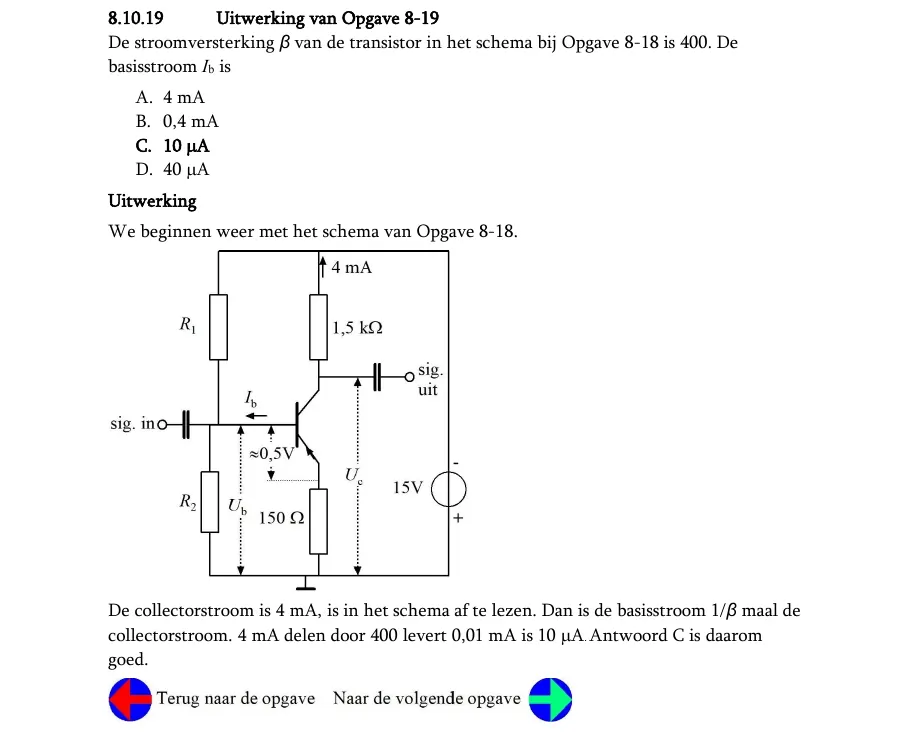 8.10.19 Uitwerking van Opgave 8-19
De stroomversterking β van de transistor in het schema bij Opgave 8-18 is 400. De
basisstroom Ib is
A. 4 mA
B. 0,4 mA
C. 10 µA
D. 40 µA
Uitwerking
We beginnen weer met het schema van Opgave 8-18.
4 mA
R1
1,5 kΩ
sig.
uit
Ib
sig. in
≈0,5V
Uc
-
15V
R2
Ub
150 Ω
+
De collectorstroom is 4 mA, is in het schema af te lezen. Dan is de basisstroom 1/β maal de
collectorstroom. 4 mA delen door 400 levert 0,01 mA is 10 µA. Antwoord C is daarom
goed.
Terug naar de opgave Naar de volgende opgave